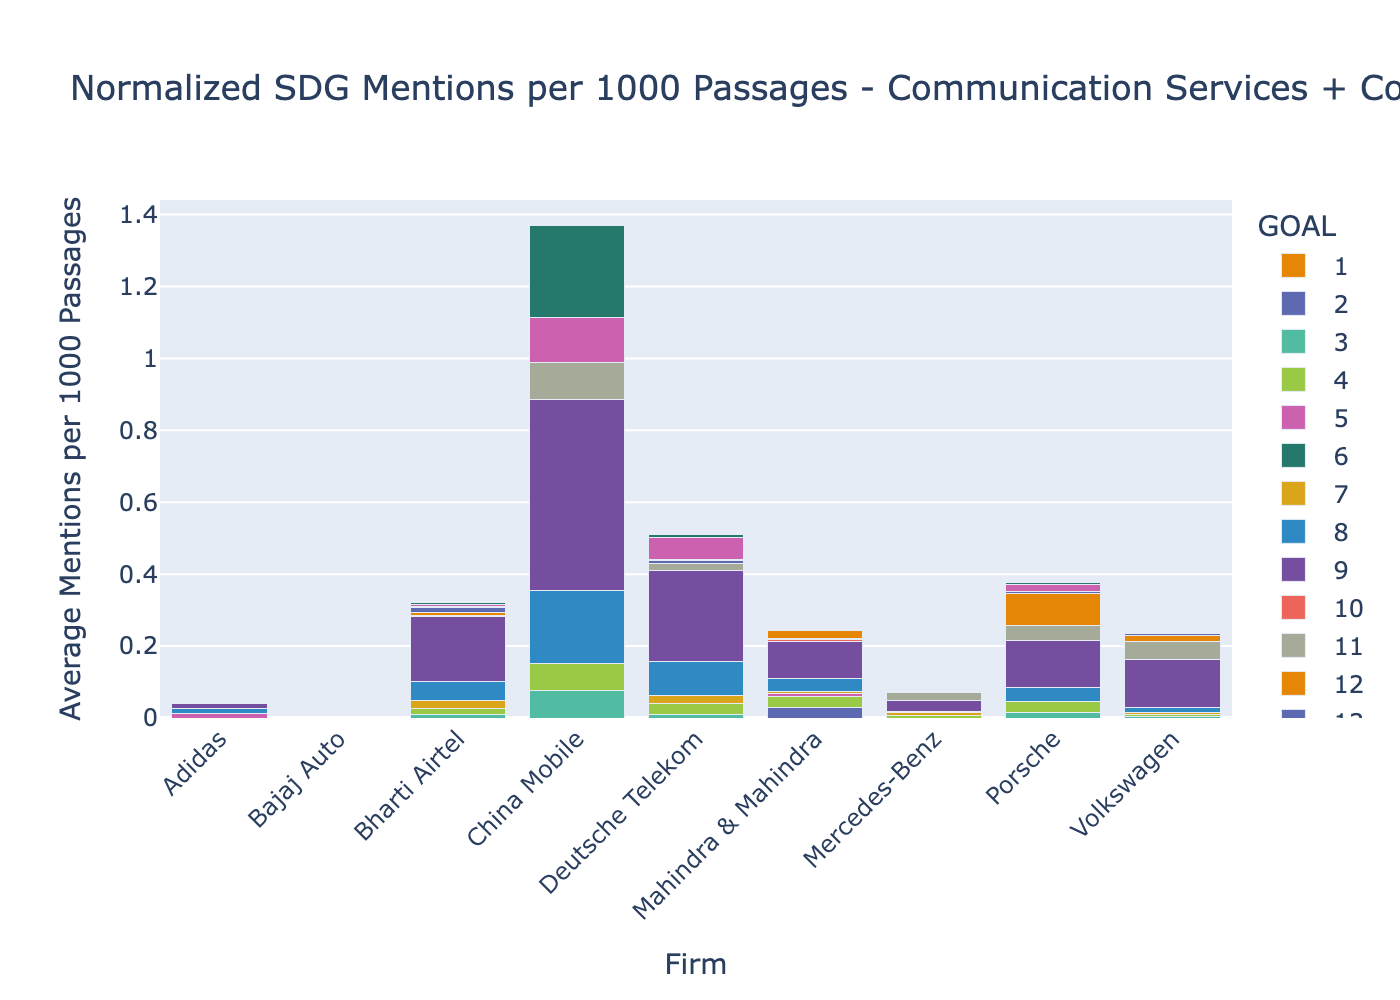 Normalized SDG Mentions per 1000 Passages - Communication Services + Co
Average Mentions per 1000 Passages
1.4
1.2
1
0.8
0.6
0.4
0.2
0
Adidas
Bajaj Auto
Bharti Airtel
China Mobile
Deutsche Telekom
Mahindra & Mahindra
Mercedes-Benz
Porsche
Volkswagen
Firm
GOAL
1
2
3
4
5
6
7
8
9
10
11
12